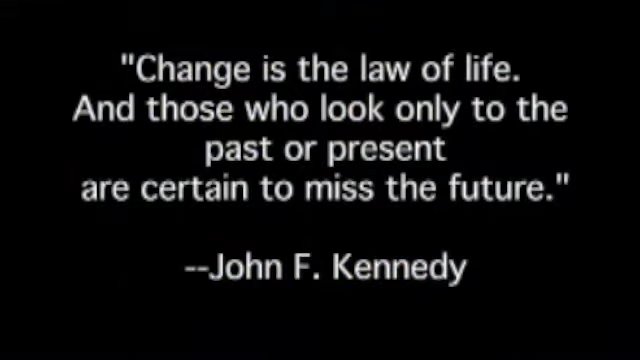 "Change is the law of life.
And those who look only to the
past or present
are certain to miss the future."
--John F. Kennedy